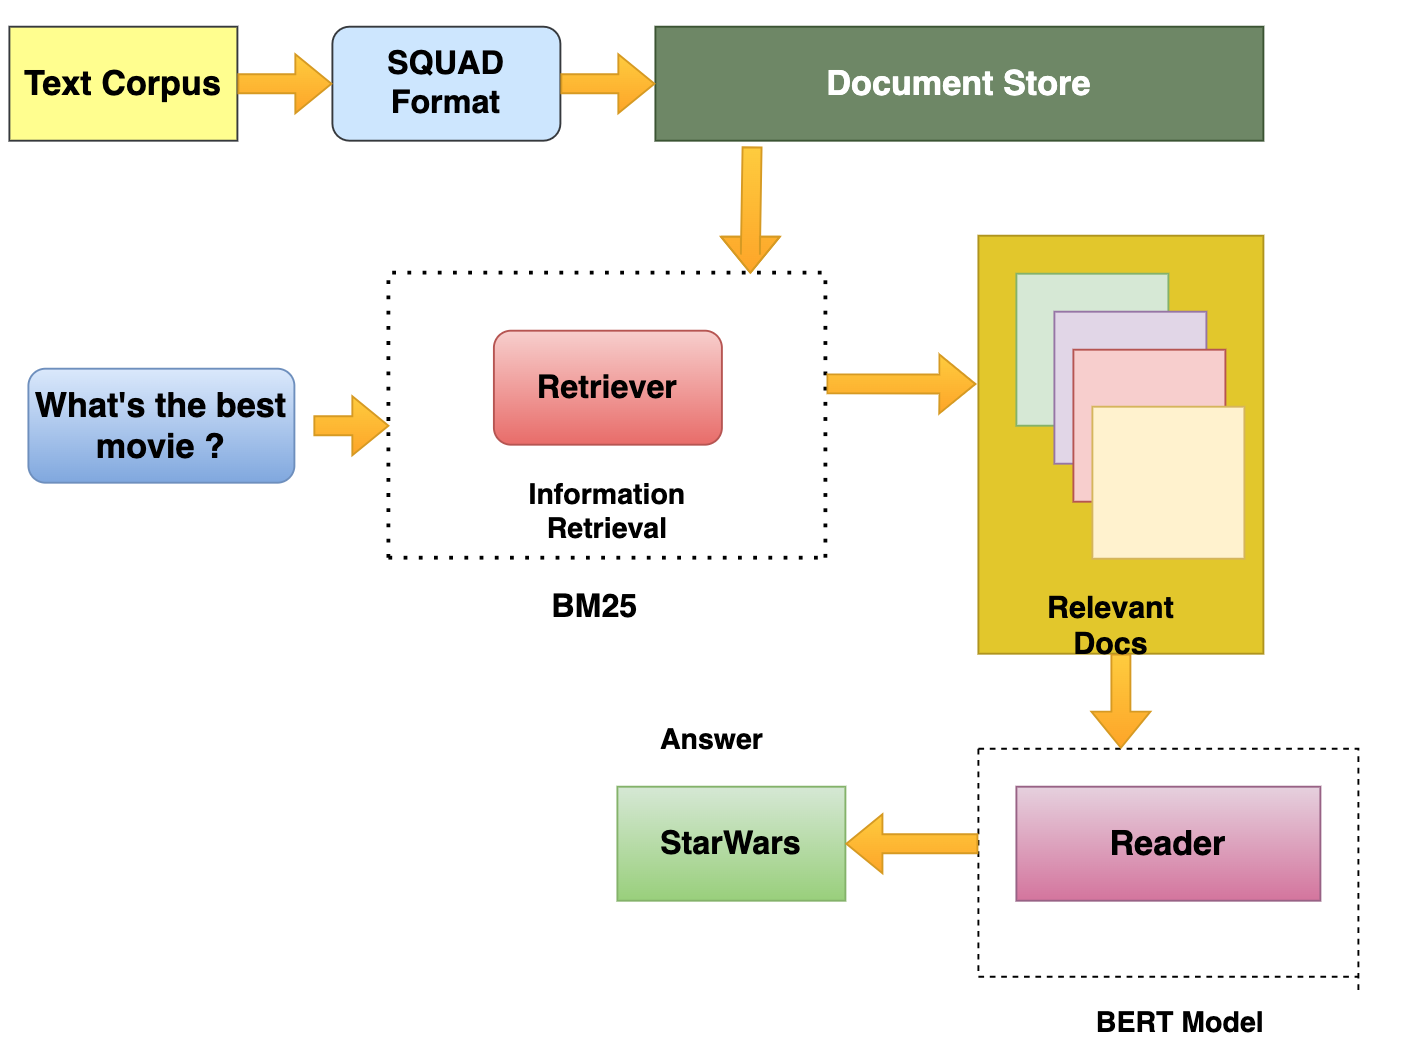 Text Corpus
SQUAD
Format
Document Store
What's the best
movie ?
Retriever
Information
Retrieval
BM25
Relevant
Docs
Answer
StarWars
Reader
BERT Model